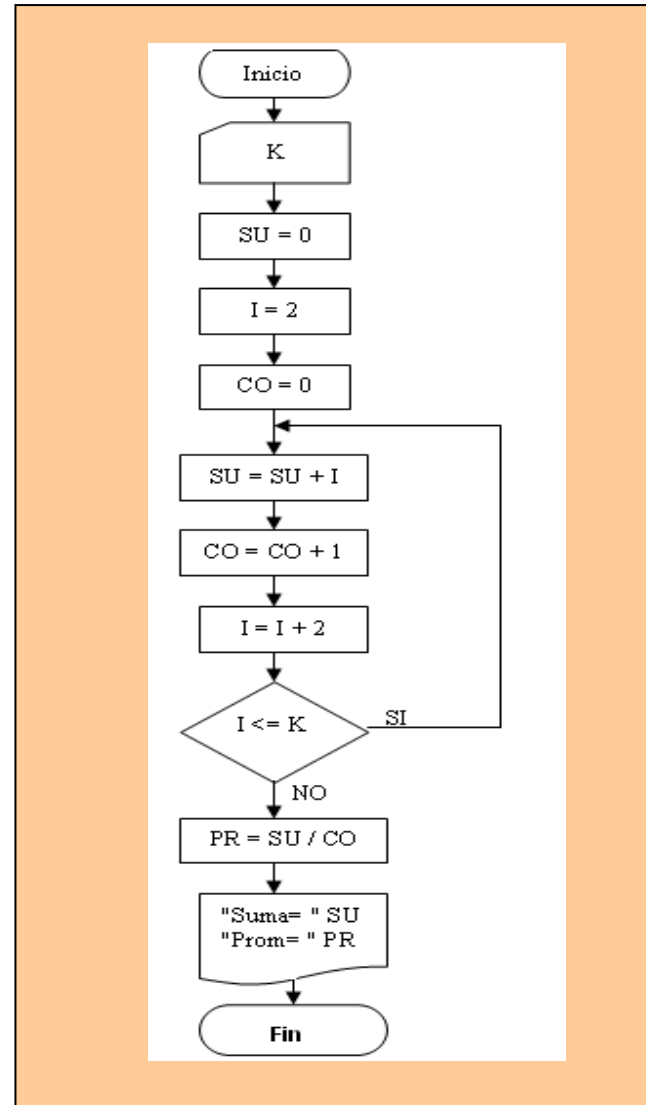 Inicio
K
SU = 0
I = 2
CO = 0
SU = SU + I
CO = CO + 1
I = I + 2
I <= K
SI
NO
PR = SU / CO
"Suma= " SU
"Prom= " PR
Fin